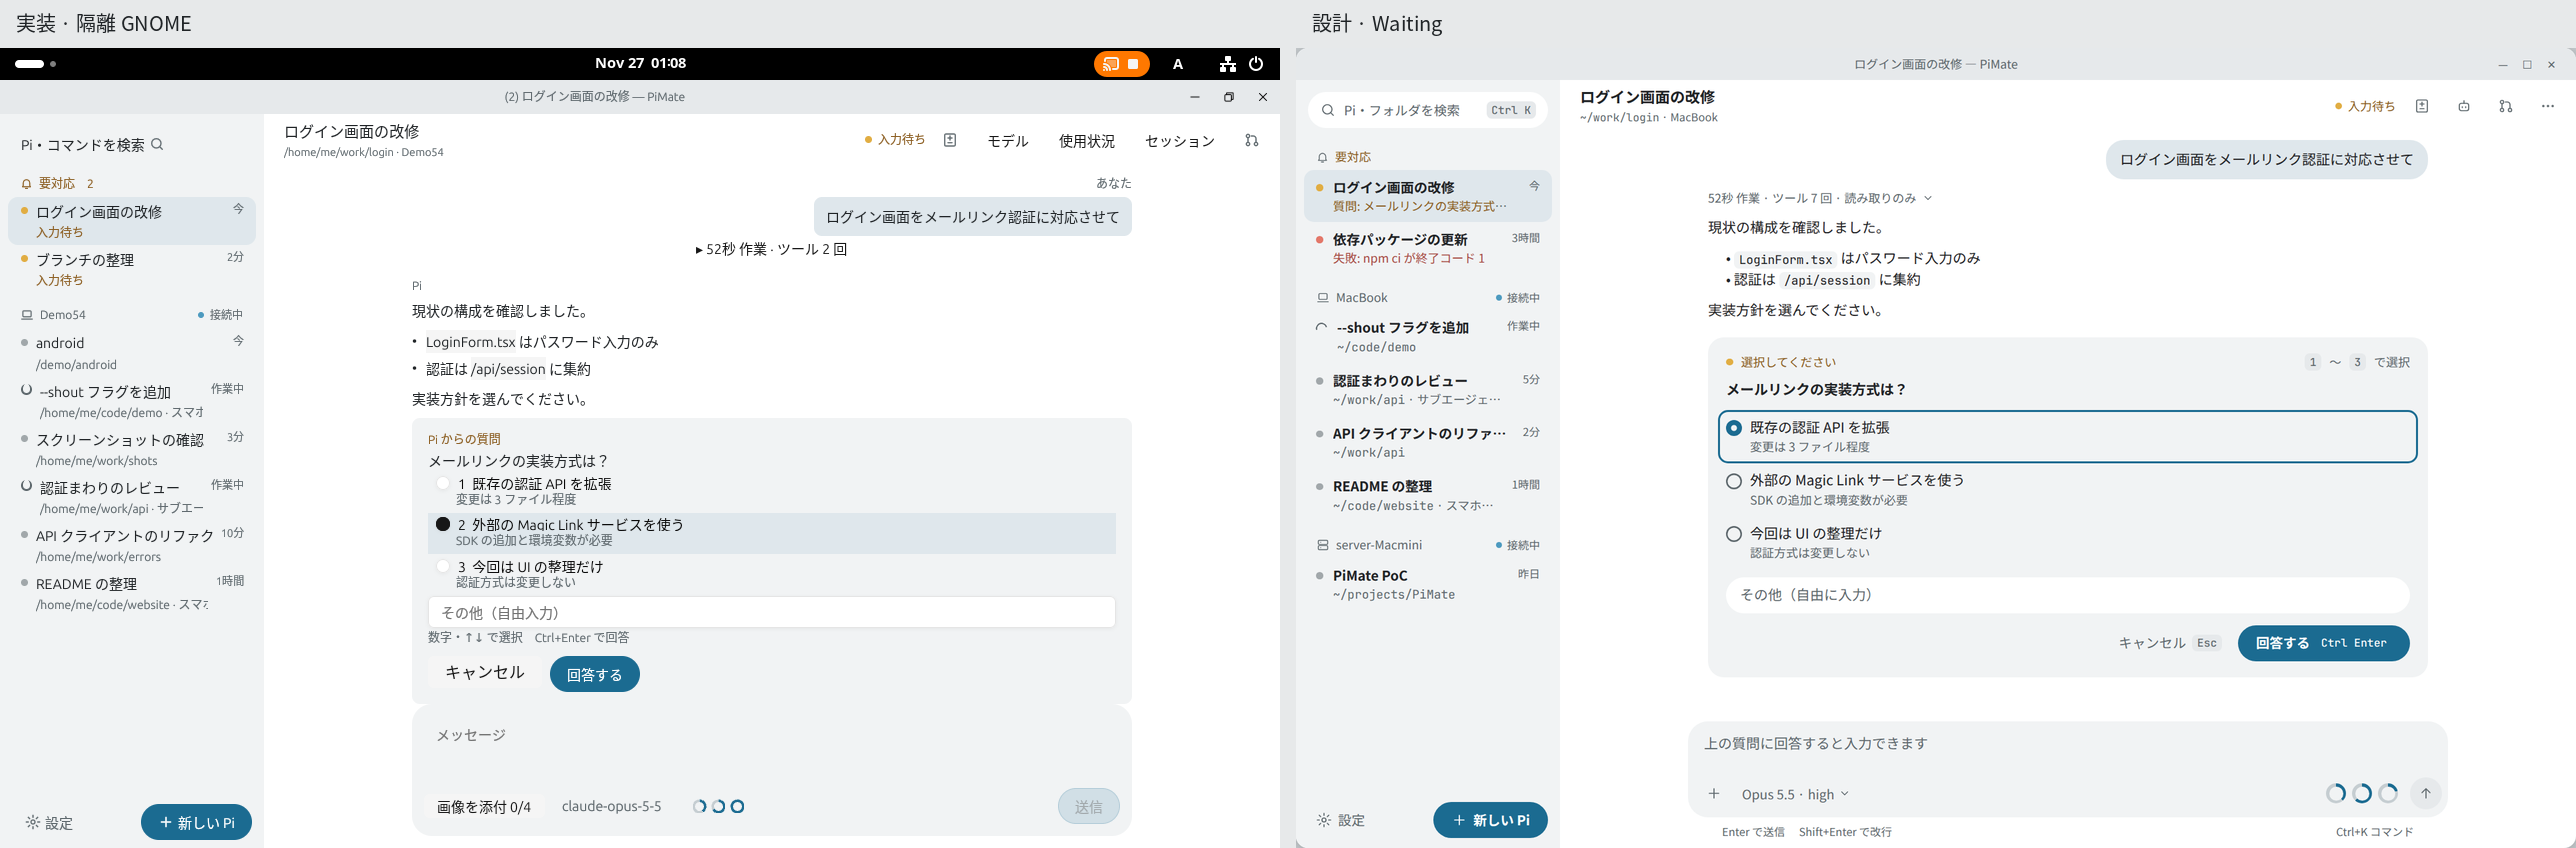 実装 · 隔離 GNOME
Nov 27 01:08
A
(2) ログイン画面の改修 — PiMate
Pi・コマンドを検索
要対応 2
ログイン画面の改修 今
入力待ち
ブランチの整理 2分
入力待ち
Demo54 接続中
android 今
/demo/android
--shout フラグを追加 作業中
/home/me/code/demo · スマホ
スクリーンショットの確認 3分
/home/me/work/shots
認証まわりのレビュー 作業中
/home/me/work/api · サブエー
API クライアントのリファク 10分
/home/me/work/errors
README の整理 1時間
/home/me/code/website · スマホ
設定
+ 新しい Pi
ログイン画面の改修
/home/me/work/login · Demo54
入力待ち モデル 使用状況 セッション
あなた
ログイン画面をメールリンク認証に対応させて
▸ 52秒 作業 · ツール 2 回
Pi
現状の構成を確認しました。
• LoginForm.tsx はパスワード入力のみ
• 認証は /api/session に集約
実装方針を選んでください。
Pi からの質問
メールリンクの実装方式は？
1 既存の認証 API を拡張
変更は 3 ファイル程度
2 外部の Magic Link サービスを使う
SDK の追加と環境変数が必要
3 今回は UI の整理だけ
認証方式は変更しない
その他（自由入力）
数字・↑↓ で選択 Ctrl+Enter で回答
キャンセル 回答する
メッセージ
画像を添付 0/4 claude-opus-5-5 送信
設計 · Waiting
ログイン画面の改修 — PiMate
Pi・フォルダを検索 Ctrl K
要対応
ログイン画面の改修 今
質問: メールリンクの実装方式…
依存パッケージの更新 3時間
失敗: npm ci が終了コード 1
MacBook 接続中
--shout フラグを追加 作業中
~/code/demo
認証まわりのレビュー 5分
~/work/api · サブエージェ…
API クライアントのリファ… 2分
~/work/api
README の整理 1時間
~/code/website · スマホ…
server-Macmini 接続中
PiMate PoC 昨日
~/projects/PiMate
設定
+ 新しい Pi
ログイン画面の改修
~/work/login · MacBook
入力待ち
ログイン画面をメールリンク認証に対応させて
52秒 作業 · ツール 7 回 · 読み取りのみ
現状の構成を確認しました。
• LoginForm.tsx はパスワード入力のみ
• 認証は /api/session に集約
実装方針を選んでください。
選択してください 1 〜 3 で選択
メールリンクの実装方式は？
既存の認証 API を拡張
変更は 3 ファイル程度
外部の Magic Link サービスを使う
SDK の追加と環境変数が必要
今回は UI の整理だけ
認証方式は変更しない
その他（自由に入力）
キャンセル Esc 回答する Ctrl Enter
上の質問に回答すると入力できます
+ Opus 5.5 · high
Enter で送信 Shift+Enter で改行 Ctrl+K コマンド